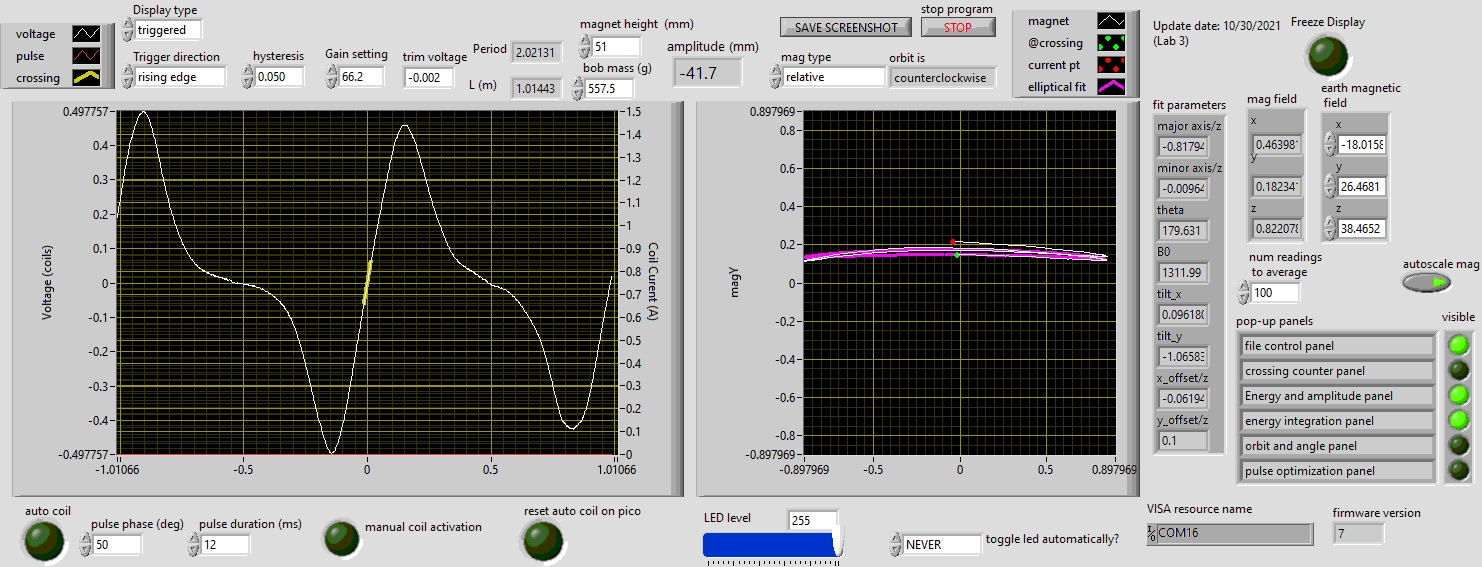 voltage
pulse
crossing
Display type
triggered
Trigger direction
rising edge
hysteresis
0.050
Gain setting
66.2
trim voltage
-0.002
Period
2.02131
L (m)
1.01443
magnet height (mm)
51
bob mass (g)
557.5
amplitude (mm)
-41.7
SAVE SCREENSHOT
stop program
STOP
mag type
relative
orbit is
counterclockwise
magnet
@crossing
current pt
elliptical fit
Update date: 10/30/2021
(Lab 3)
Freeze Display
0.497757
0.4
0.3
0.2
0.1
0
-0.1
-0.2
-0.3
-0.4
-0.497757
Voltage (coils)
-1.01066
-0.5
0
0.5
1.01066
1.5
1.4
1.3
1.2
1.1
1
0.9
0.8
0.7
0.6
0.5
0.4
0.3
0.2
0.1
0
Coil Current (A)
0.897969
0.8
0.6
0.4
0.2
0
-0.2
-0.4
-0.6
-0.8
-0.897969
magy
-0.897969
-0.5
0
0.5
0.897969
fit parameters
major axis/z
-0.81794
minor axis/z
-0.00964
theta
179.631
B0
1311.99
tilt_x
0.09618
tilt_y
-1.0658
x_offset/z
-0.06194
y_offset/z
0.1
mag field
x
0.46398
y
0.18234
z
0.822078
earth magnetic
field
x
-18.0158
y
26.4681
z
38.4652
num readings
to average
100
autoscale mag
pop-up panels
visible
file control panel
crossing counter panel
Energy and amplitude panel
energy integration panel
orbit and angle panel
pulse optimization panel
auto coil
pulse phase (deg)
50
pulse duration (ms)
12
manual coil activation
reset auto coil on pico
LED level
255
NEVER
toggle led automatically?
VISA resource name
COM16
firmware version
7